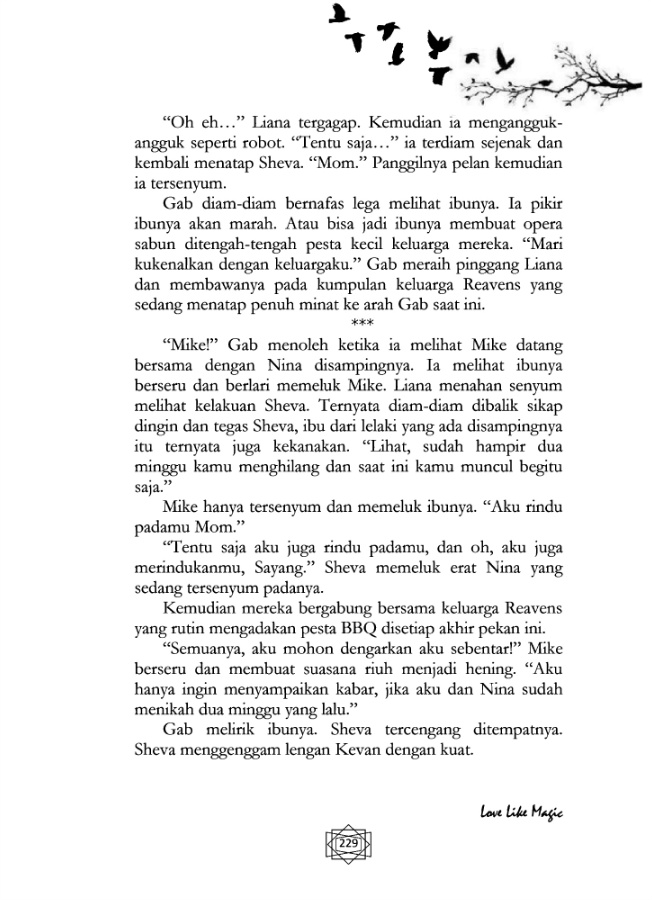 “Oh eh…” Liana tergagap. Kemudian ia mengangguk-
angguk seperti robot. “Tentu saja…” ia terdiam sejenak dan
kembali menatap Sheva. “Mom.” Panggilnya pelan kemudian
ia tersenyum.
Gab diam-diam bernafas lega melihat ibunya. Ia pikir
ibunya akan marah. Atau bisa jadi ibunya membuat opera
sabun ditengah-tengah pesta kecil keluarga mereka. “Mari
kukenalkan dengan keluargaku.” Gab meraih pinggang Liana
dan membawanya pada kumpulan keluarga Reavens yang
sedang menatap penuh minat ke arah Gab saat ini.
***
“Mike!” Gab menoleh ketika ia melihat Mike datang
bersama dengan Nina disampingnya. Ia melihat ibunya
berseru dan berlari memeluk Mike. Liana menahan senyum
melihat kelakuan Sheva. Ternyata diam-diam dibalik sikap
dingin dan tegas Sheva, ibu dari lelaki yang ada disampingnya
itu ternyata juga kekanakan. “Lihat, sudah hampir dua
minggu kamu menghilang dan saat ini kamu muncul begitu
saja.”
Mike hanya tersenyum dan memeluk ibunya. “Aku rindu
padamu Mom.”
“Tentu saja aku juga rindu padamu, dan oh, aku juga
merindukanmu, Sayang.” Sheva memeluk erat Nina yang
sedang tersenyum padanya.
Kemudian mereka bergabung bersama keluarga Reavens
yang rutin mengadakan pesta BBQ disetiap akhir pekan ini.
“Semuanya, aku mohon dengarkan aku sebentar!” Mike
berseru dan membuat suasana riuh menjadi hening. “Aku
hanya ingin menyampaikan kabar, jika aku dan Nina sudah
menikah dua minggu yang lalu.”
Gab melirik ibunya. Sheva tercengang ditempatnya.
Sheva menggenggam lengan Kevan dengan kuat.
Love Like Magic
229